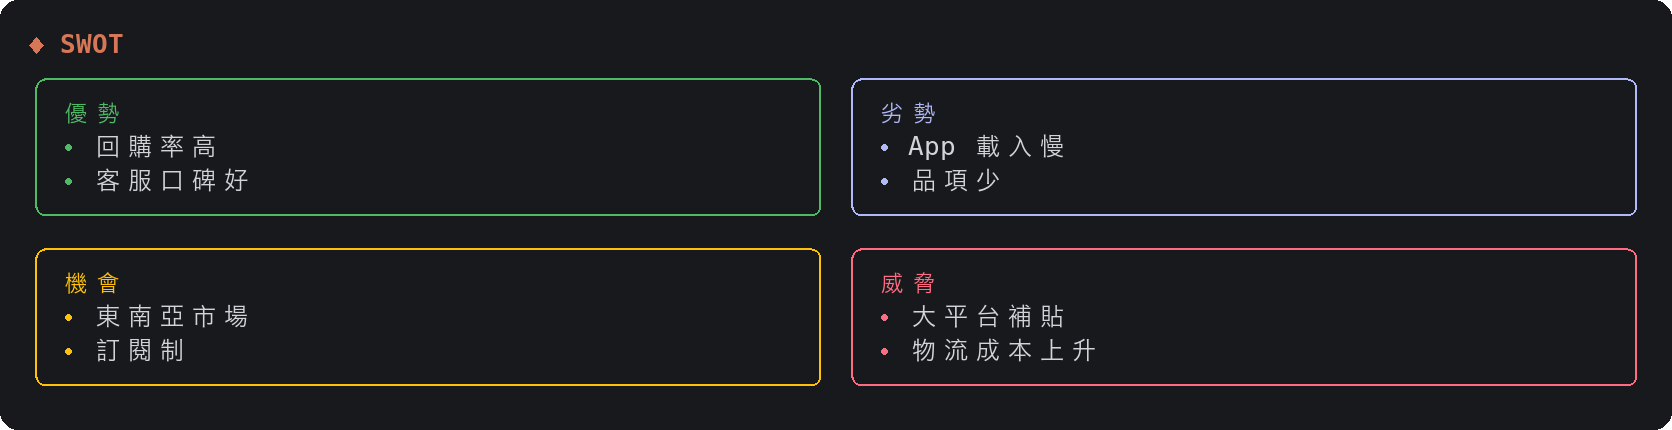 ◆ SWOT
優勢
• 回購率高
• 客服口碑好
劣勢
• App 載入慢
• 品項少
機會
• 東南亞市場
• 訂閱制
威脅
• 大平台補貼
• 物流成本上升